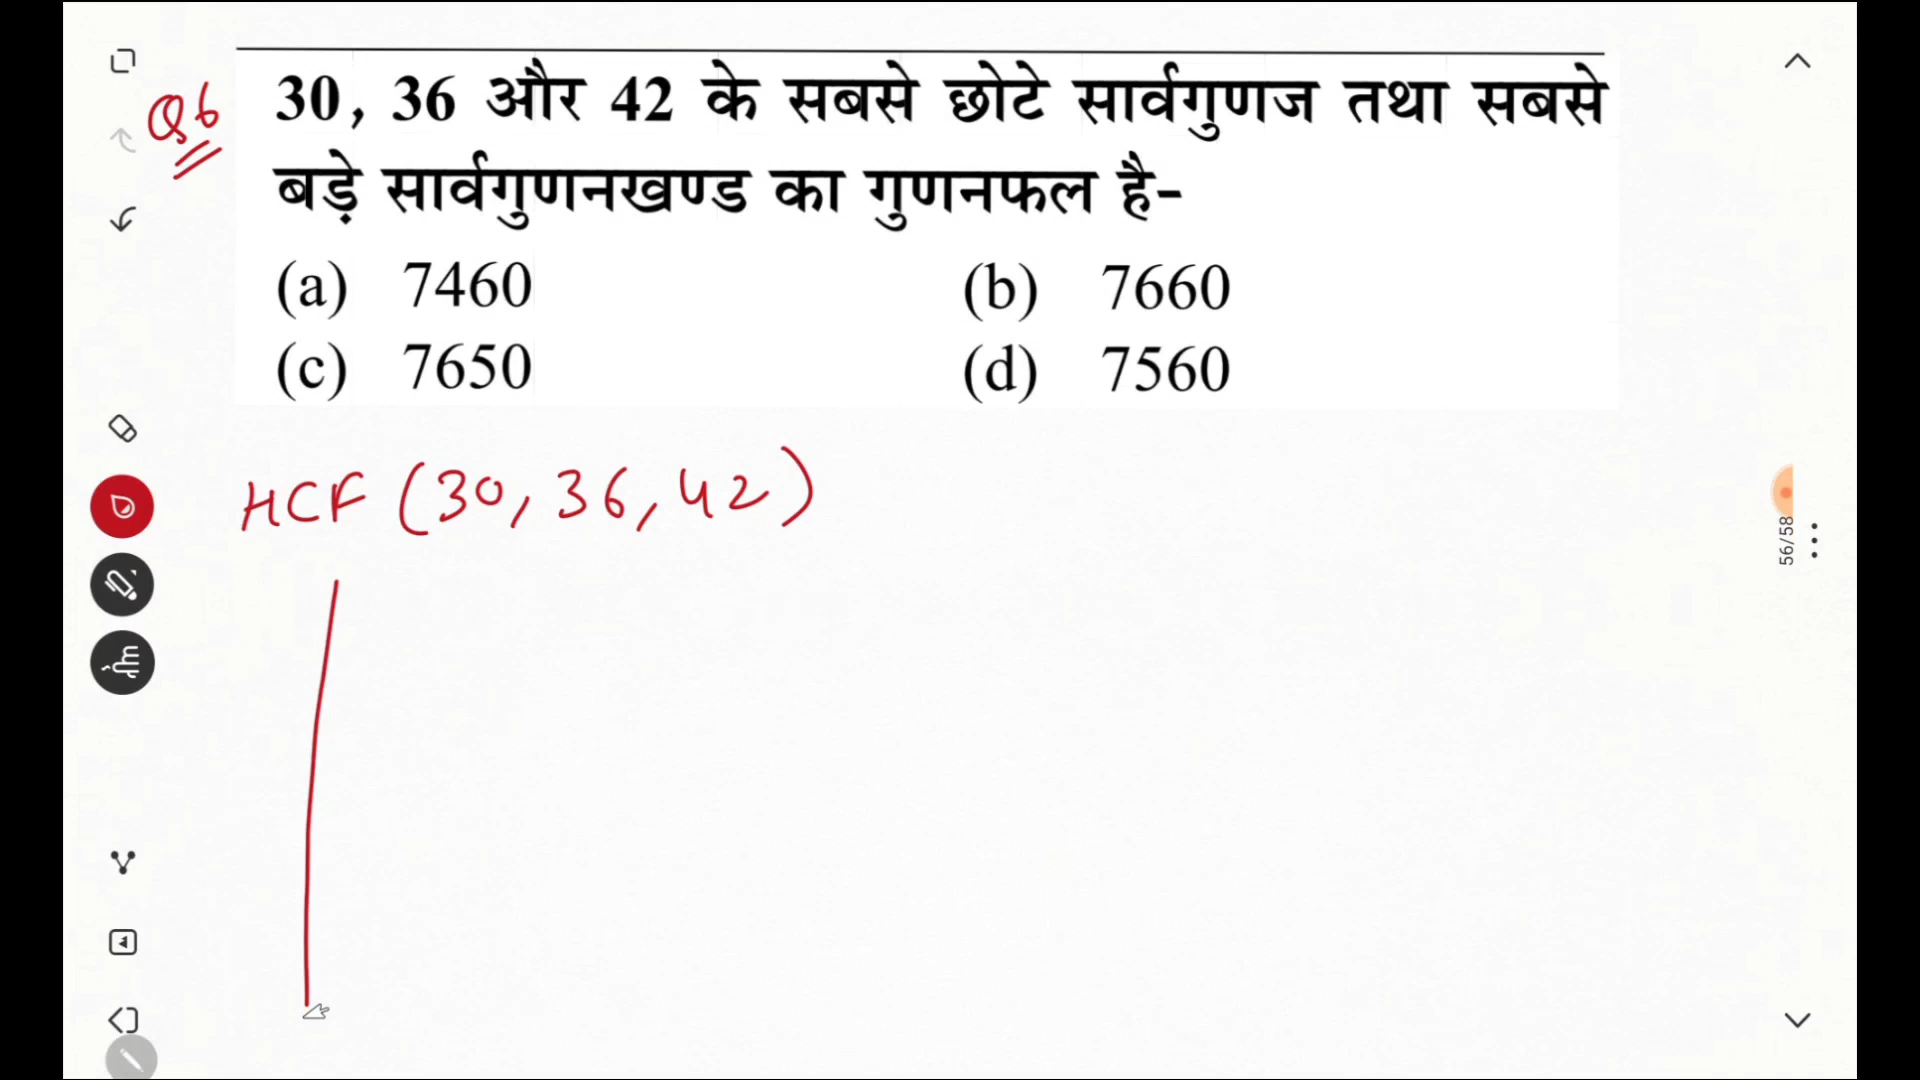 Q6
30, 36 और 42 के सबसे छोटे सार्वगुणज तथा सबसे
बड़े सार्वगुणनखण्ड का गुणनफल है-
(a) 7460 (b) 7660
(c) 7650 (d) 7560
HCF (30, 36, 42)
56/58